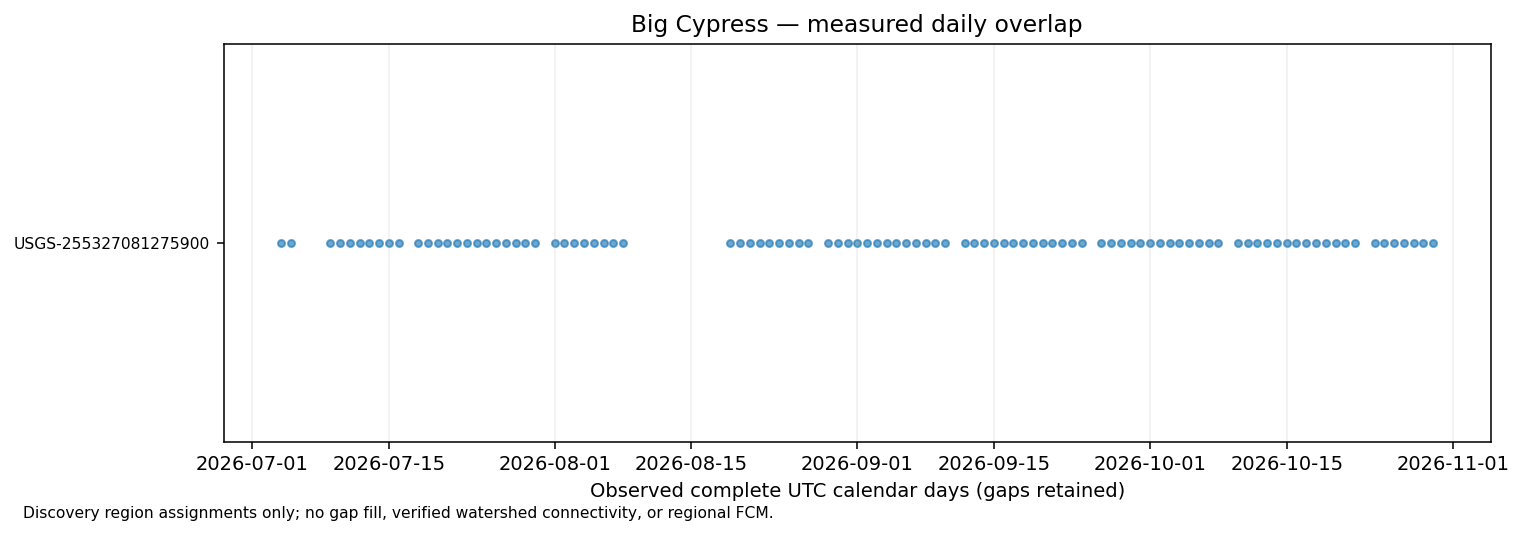 Big Cypress — measured daily overlap
USGS-255327081275900
2026-07-01 2026-07-15 2026-08-01 2026-08-15 2026-09-01 2026-09-15 2026-10-01 2026-10-15 2026-11-01
Observed complete UTC calendar days (gaps retained)
Discovery region assignments only; no gap fill, verified watershed connectivity, or regional FCM.